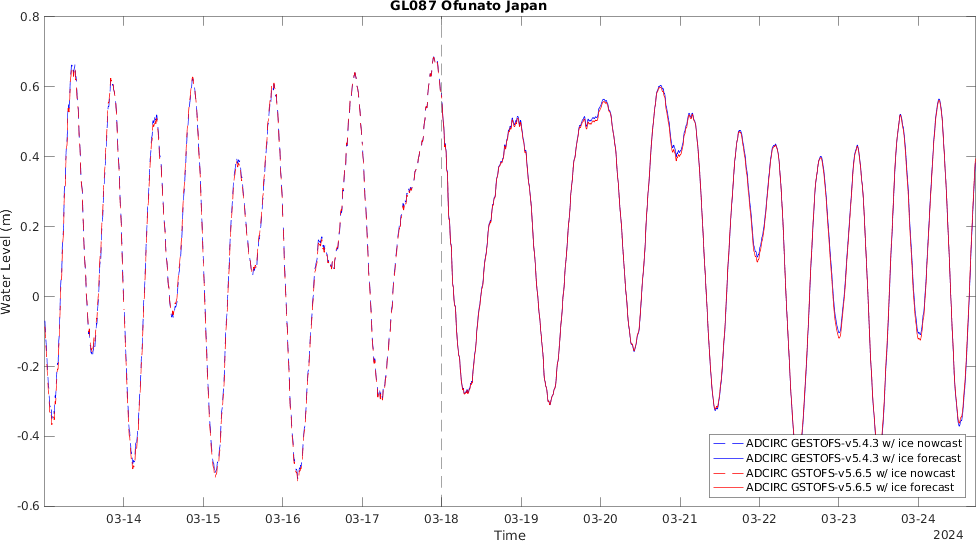 GL087 Ofunato Japan
0.8
0.6
0.4
0.2
0
-0.2
-0.4
-0.6
Water Level (m)
ADCIRC GESTOFS-v5.4.3 w/ ice nowcast
ADCIRC GESTOFS-v5.4.3 w/ ice forecast
ADCIRC GSTOFS-v5.6.5 w/ ice nowcast
ADCIRC GSTOFS-v5.6.5 w/ ice forecast
03-14 03-15 03-16 03-17 03-18 03-19 03-20 03-21 03-22 03-23 03-24
Time
2024